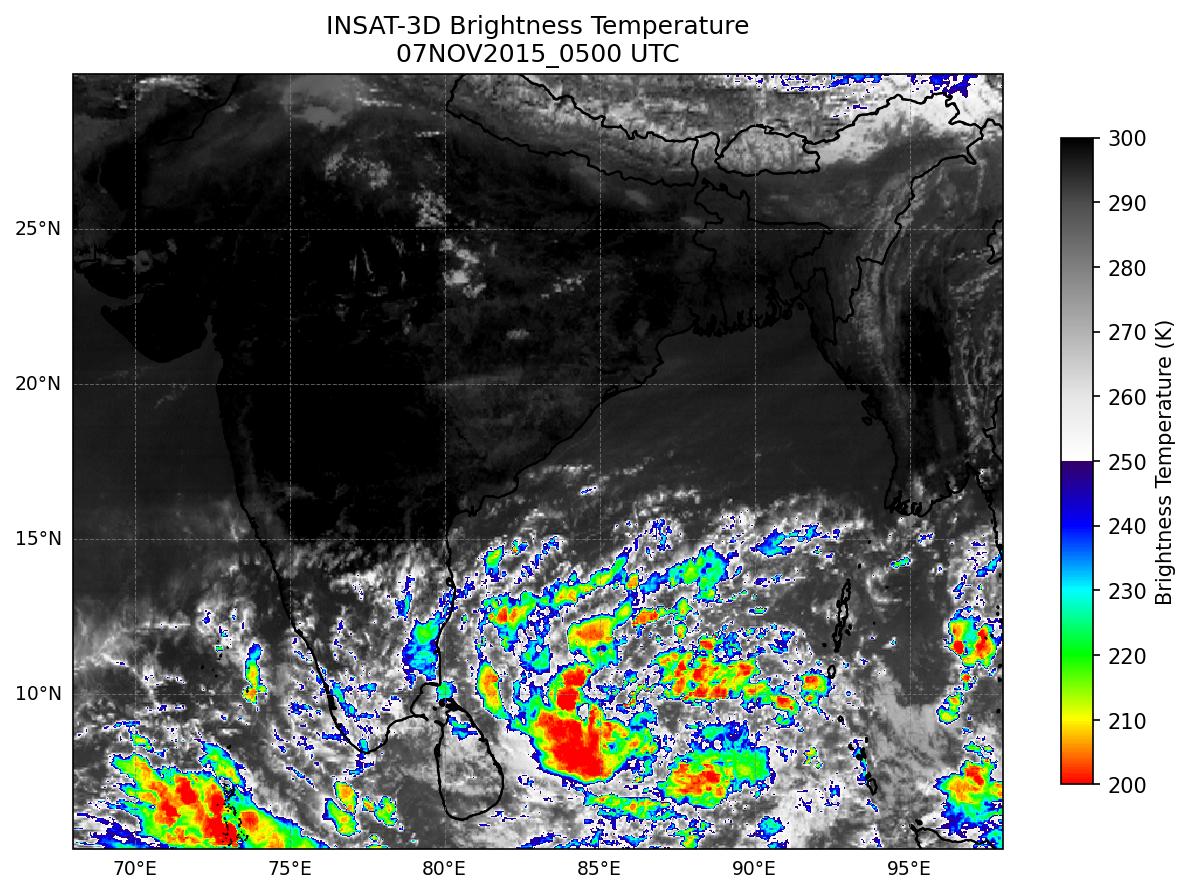 INSAT-3D Brightness Temperature
07NOV2015_0500 UTC
25°N
20°N
15°N
10°N
70°E
75°E
80°E
85°E
90°E
95°E
300
290
280
270
260
250
240
230
220
210
200
Brightness Temperature (K)